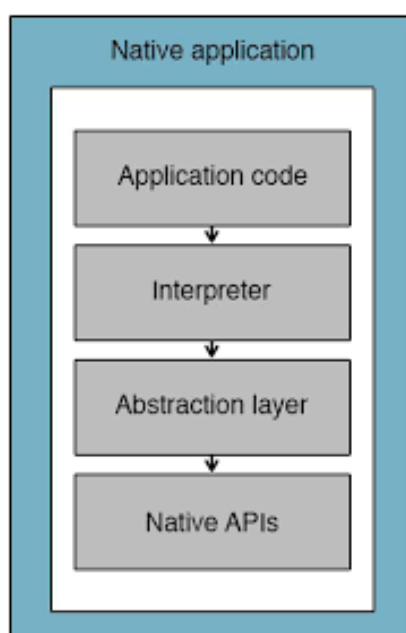 Native application
Application code
Interpreter
Abstraction layer
Native APIs